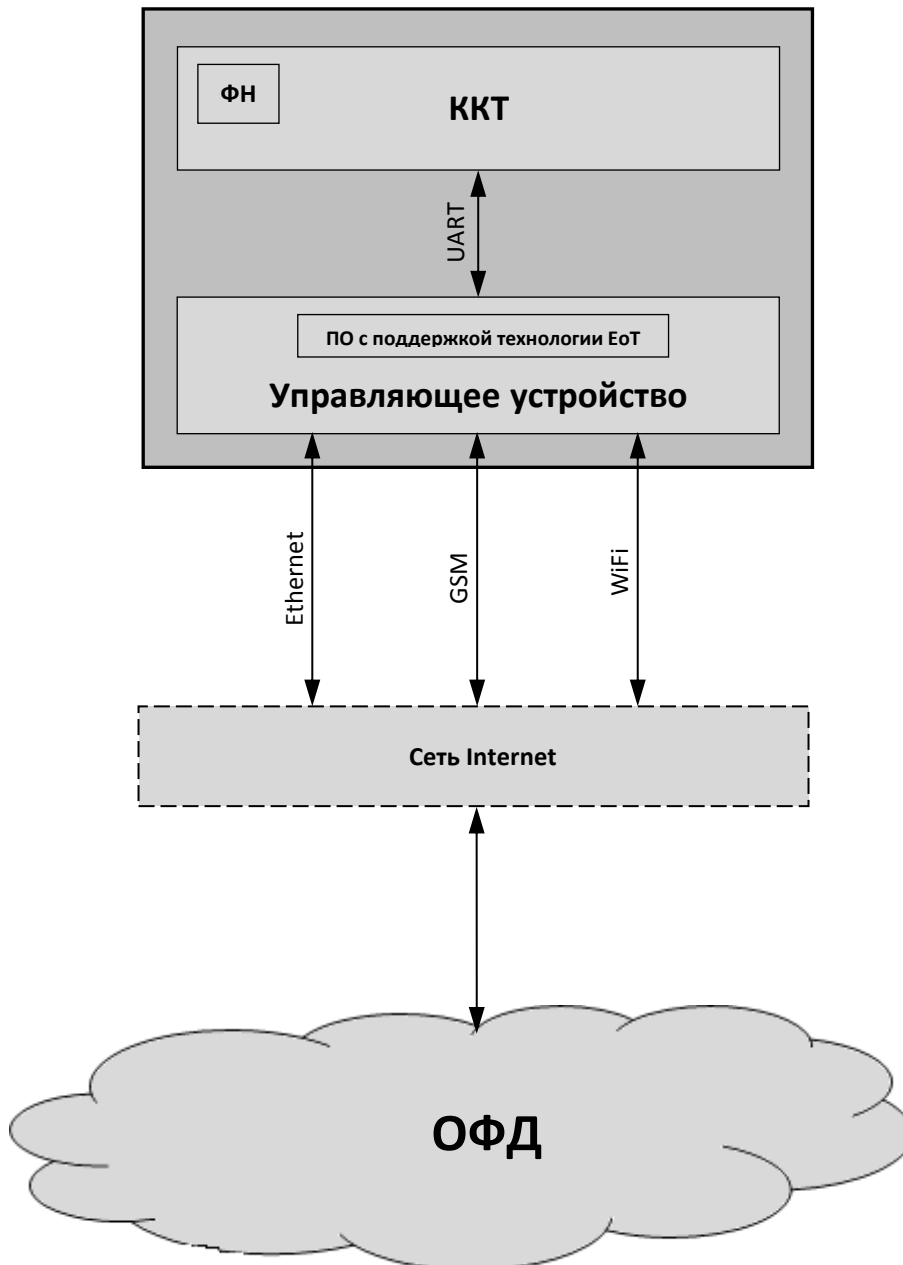 ФН
ККТ
UART
ПО с поддержкой технологии EoT
Управляющее устройство
Ethernet
GSM
WiFi
Сеть Internet
ОФД